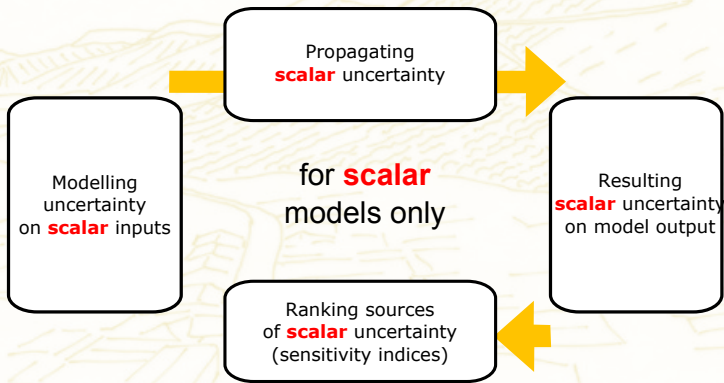 Propagating
scalar uncertainty
Modelling
uncertainty
on scalar inputs
for scalar
models only
Resulting
scalar uncertainty
on model output
Ranking sources
of scalar uncertainty
(sensitivity indices)